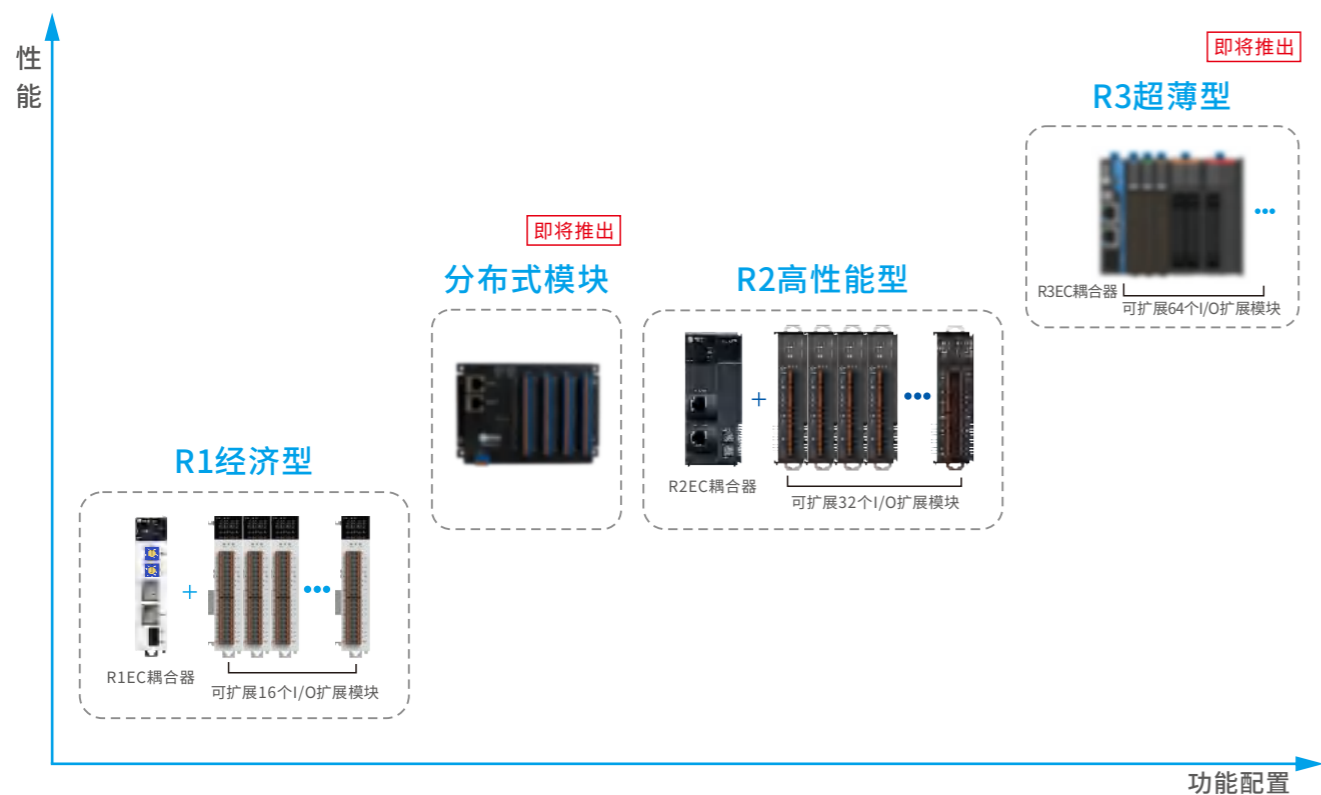 性
能
即将推出
R3超薄型
R3EC耦合器
可扩展64个I/O扩展模块
即将推出
分布式模块
R2高性能型
+
R2EC耦合器
可扩展32个I/O扩展模块
R1经济型
+
R1EC耦合器
可扩展16个I/O扩展模块
功能配置